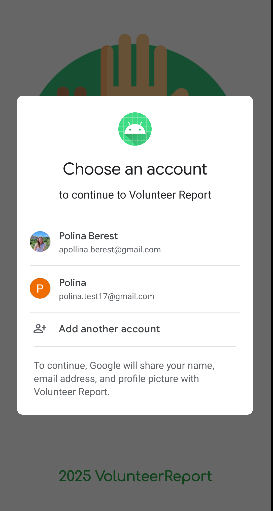 Choose an account
to continue to Volunteer Report
Polina Berest
apollina.berest@gmail.com
P
Polina
polina.test17@gmail.com
Add another account
To continue, Google will share your name,
email address, and profile picture with
Volunteer Report.
2025 VolunteerReport